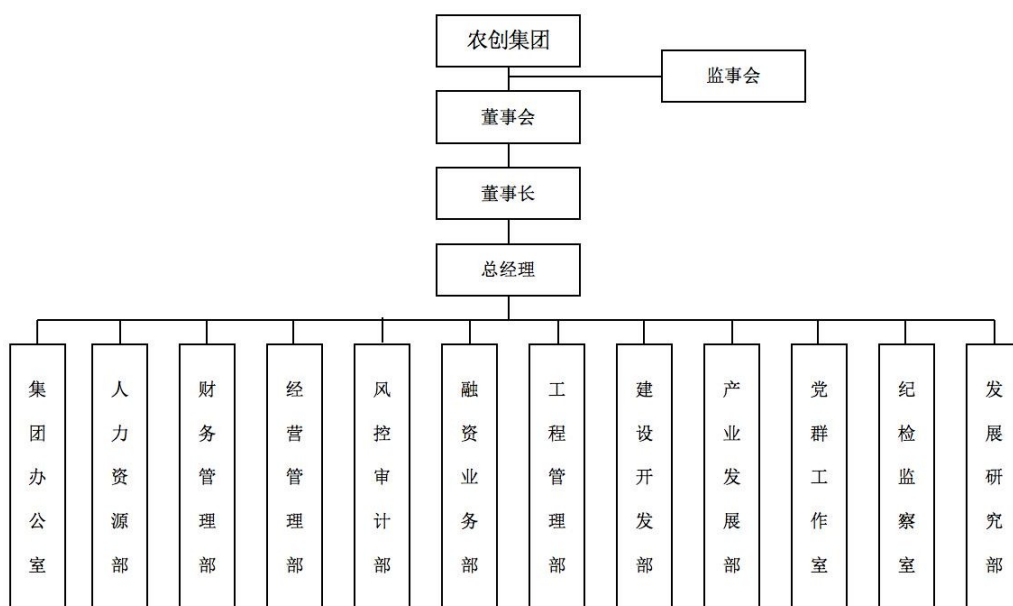 农创集团
监事会
董事会
董事长
总经理
集团办公室
人力资源部
财务管理部
经营管理部
风控审计部
融资业务部
工程管理部
建设开发部
产业发展部
党群工作室
纪检监察室
发展研究部